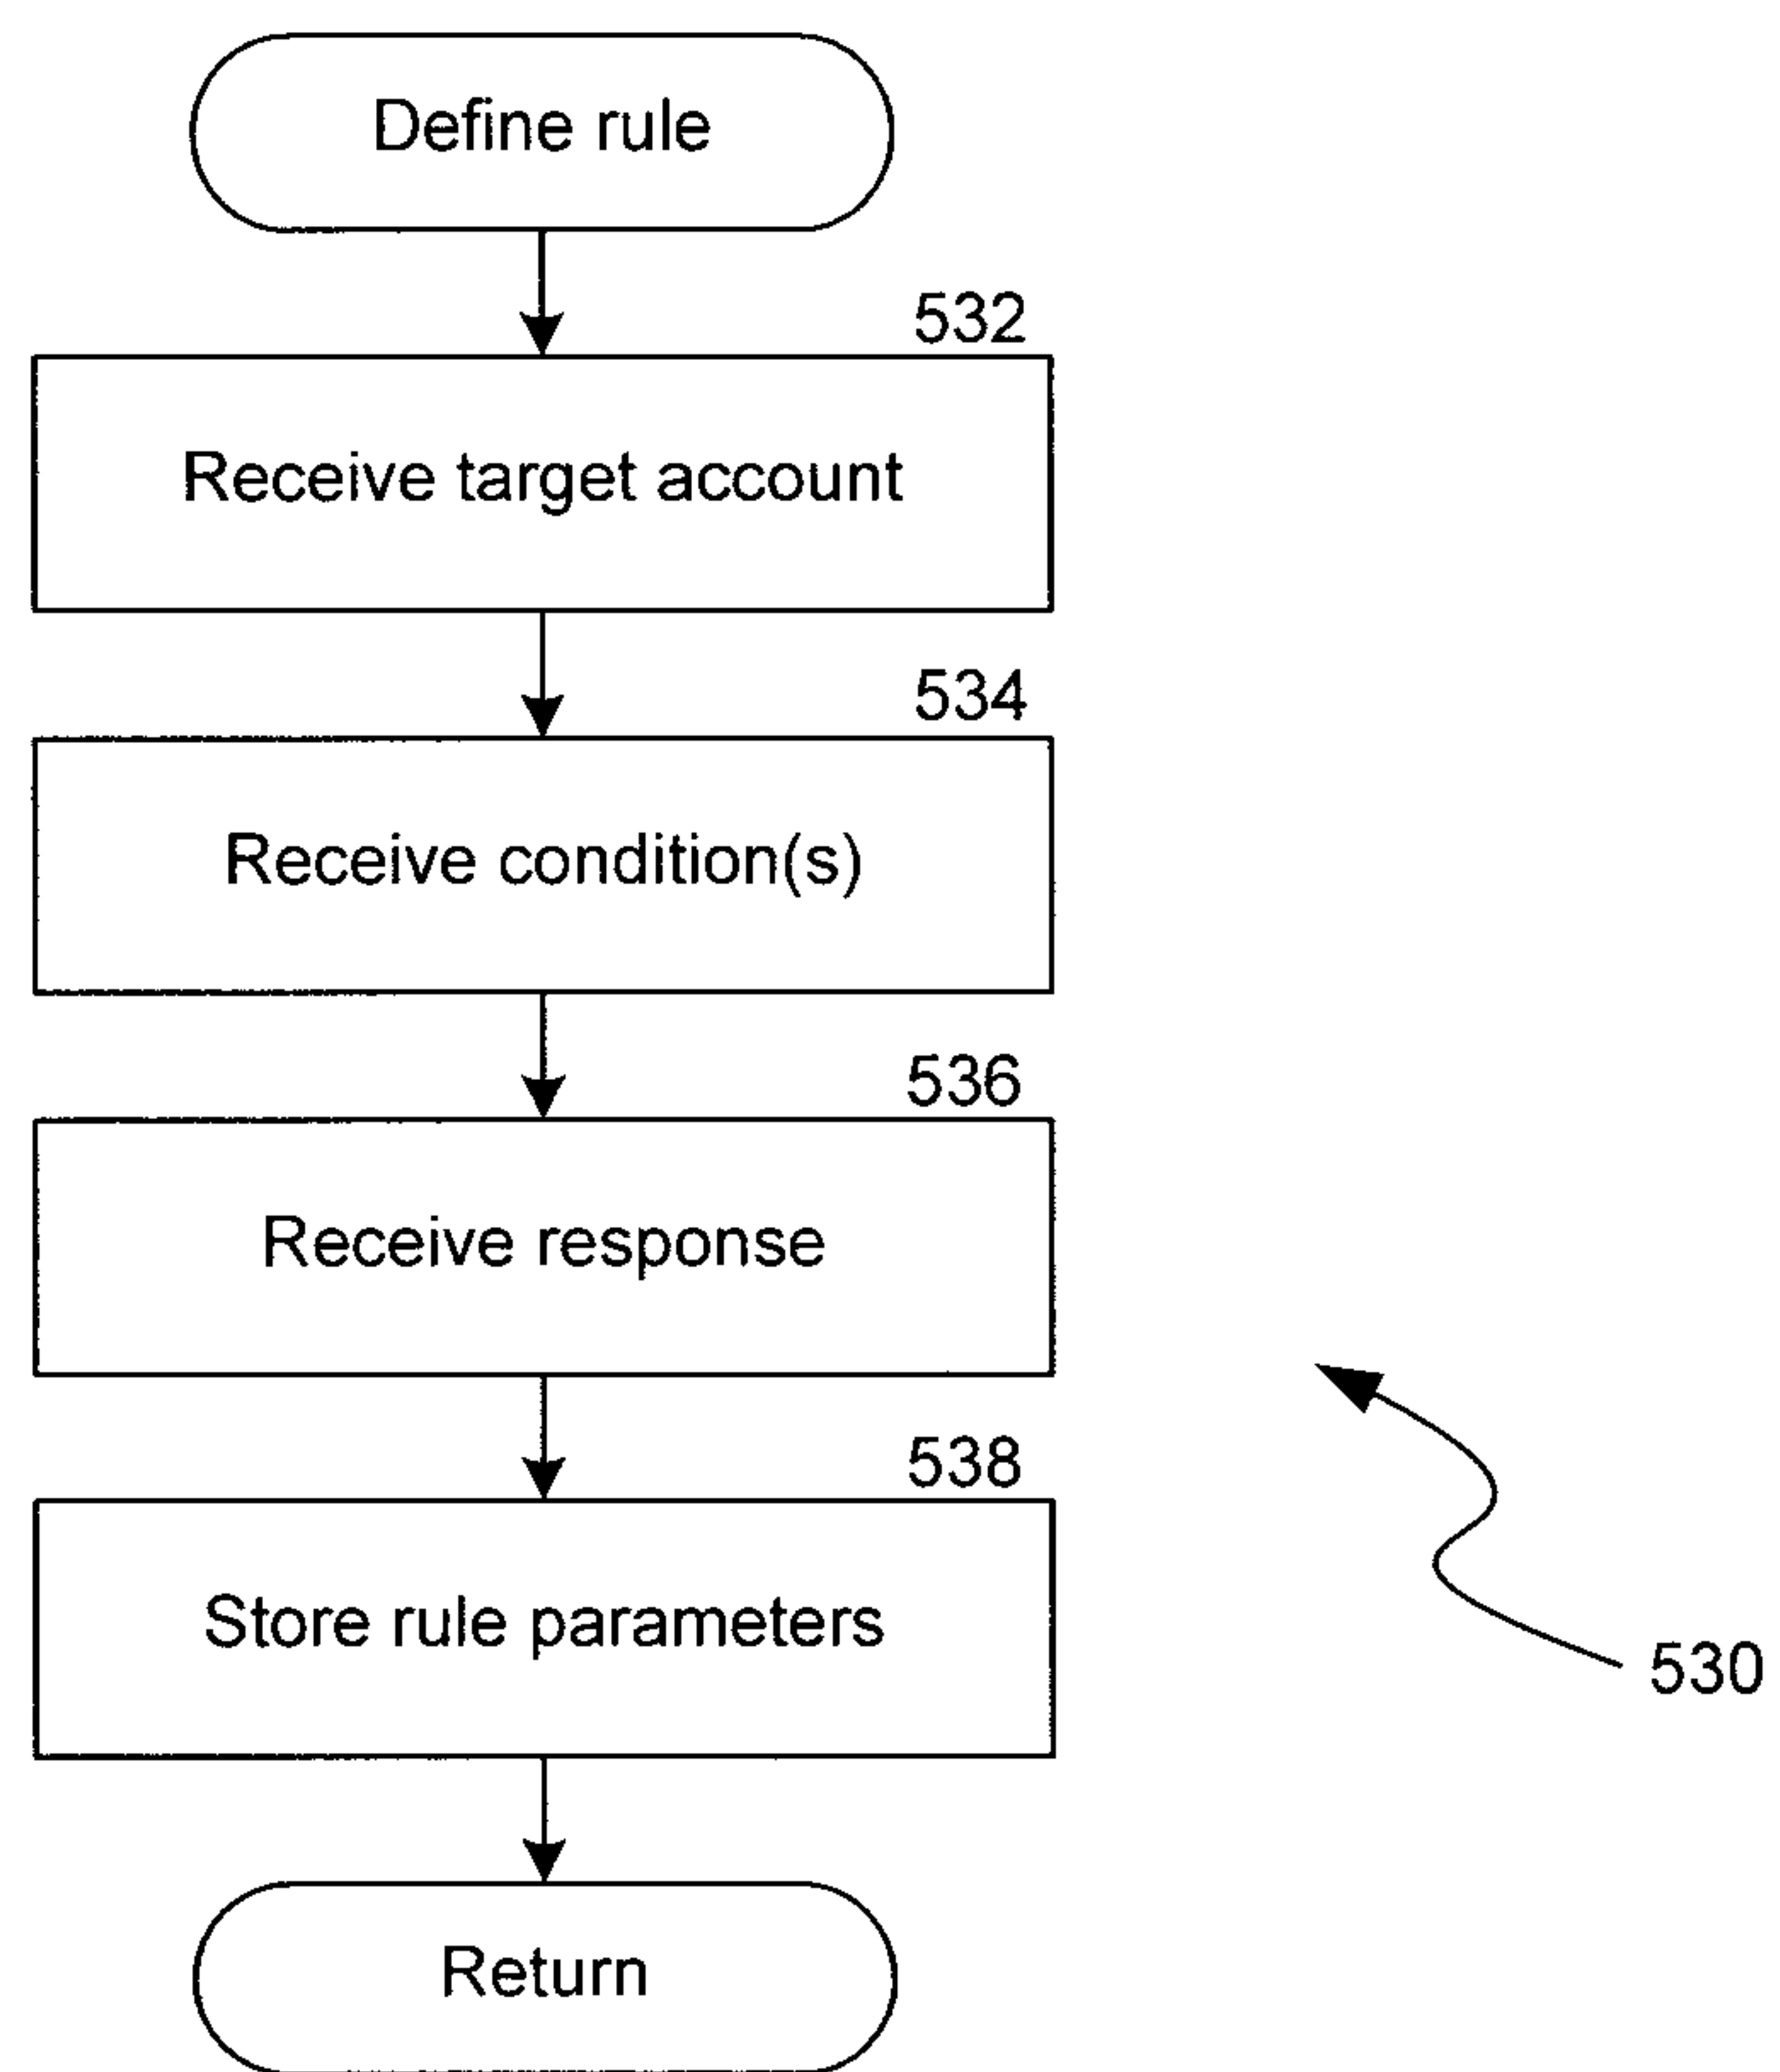 Define rule
532
Receive target account
534
Receive condition(s)
536
Receive response
538
Store rule parameters
530
Return